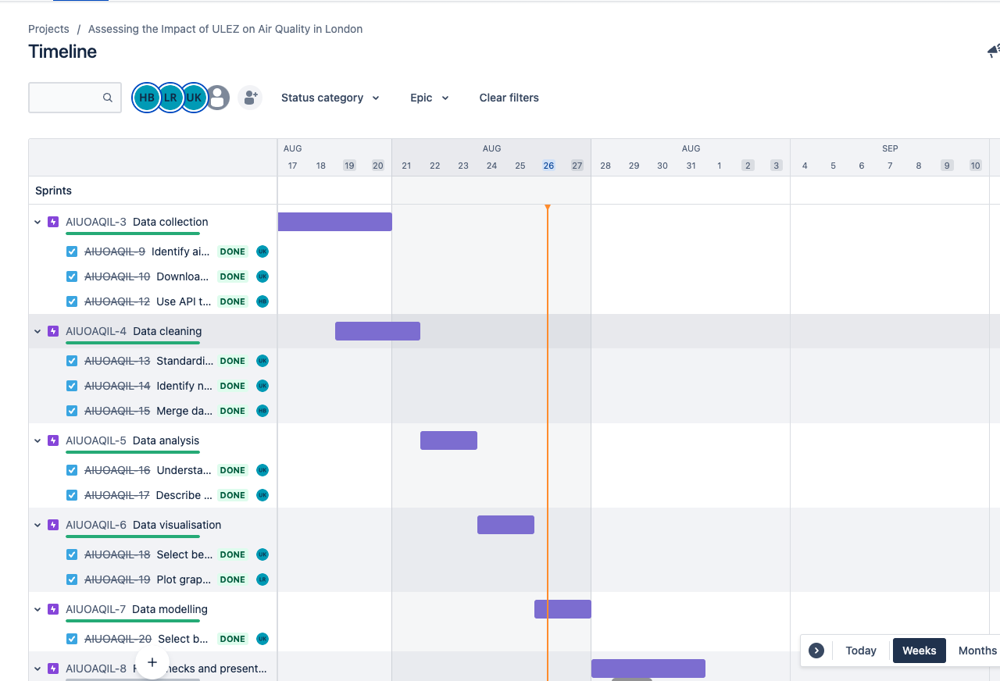 Projects / Assessing the Impact of ULEZ on Air Quality in London
Timeline
HB LR UK Status category Epic Clear filters
AUG AUG AUG SEP
17 18 19 20 21 22 23 24 25 26 27 28 29 30 31 1 2 3 4 5 6 7 8 9 10
Sprints
AIUOAQIL-3 Data collection
AIUOAQIL-9 Identify ai... DONE UK
AIUOAQIL-10 Downloa... DONE UK
AIUOAQIL-12 Use API t... DONE HB
AIUOAQIL-4 Data cleaning
AIUOAQIL-13 Standardi... DONE UK
AIUOAQIL-14 Identify n... DONE UK
AIUOAQIL-15 Merge da... DONE HB
AIUOAQIL-5 Data analysis
AIUOAQIL-16 Understa... DONE UK
AIUOAQIL-17 Describe ... DONE UK
AIUOAQIL-6 Data visualisation
AIUOAQIL-18 Select be... DONE UK
AIUOAQIL-19 Plot grap... DONE LR
AIUOAQIL-7 Data modelling
AIUOAQIL-20 Select b... DONE UK
Today Weeks Months
AIUOAQIL-8 and present...